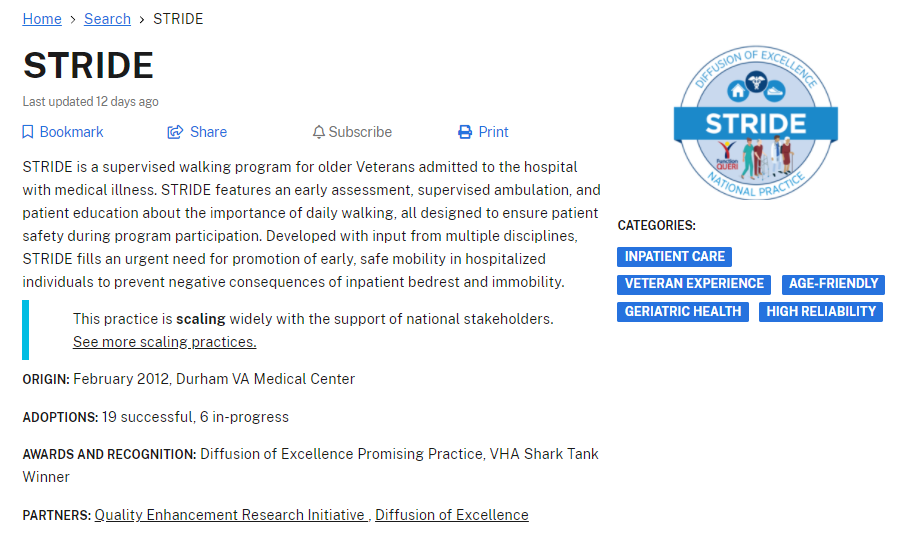 Home > Search > STRIDE
STRIDE
Last updated 12 days ago
Bookmark Share Subscribe Print
STRIDE is a supervised walking program for older Veterans admitted to the hospital
with medical illness. STRIDE features an early assessment, supervised ambulation, and
patient education about the importance of daily walking, all designed to ensure patient
safety during program participation. Developed with input from multiple disciplines,
STRIDE fills an urgent need for promotion of early, safe mobility in hospitalized
individuals to prevent negative consequences of inpatient bedrest and immobility.
This practice is scaling widely with the support of national stakeholders.
See more scaling practices.
ORIGIN: February 2012, Durham VA Medical Center
ADOPTIONS: 19 successful, 6 in-progress
AWARDS AND RECOGNITION: Diffusion of Excellence Promising Practice, VHA Shark Tank
Winner
PARTNERS: Quality Enhancement Research Initiative , Diffusion of Excellence
DIFFUSION OF EXCELLENCE
STRIDE
Function
QUERI
NATIONAL PRACTICE
CATEGORIES:
INPATIENT CARE
VETERAN EXPERIENCE AGE-FRIENDLY
GERIATRIC HEALTH HIGH RELIABILITY